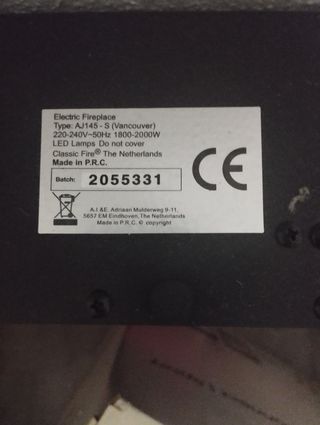 Electric Fireplace
Type: AJ145 - S (Vancouver)
220-240V~50Hz 1800-2000W
LED Lamps Do not cover
Classic Fire® The Netherlands
Made in P.R.C.
CE
Batch: 2055331
A.I.&E. Adriaan Mulderweg 9-11,
5657 EM Eindhoven, The Netherlands
Made in P.R.C. © copyright